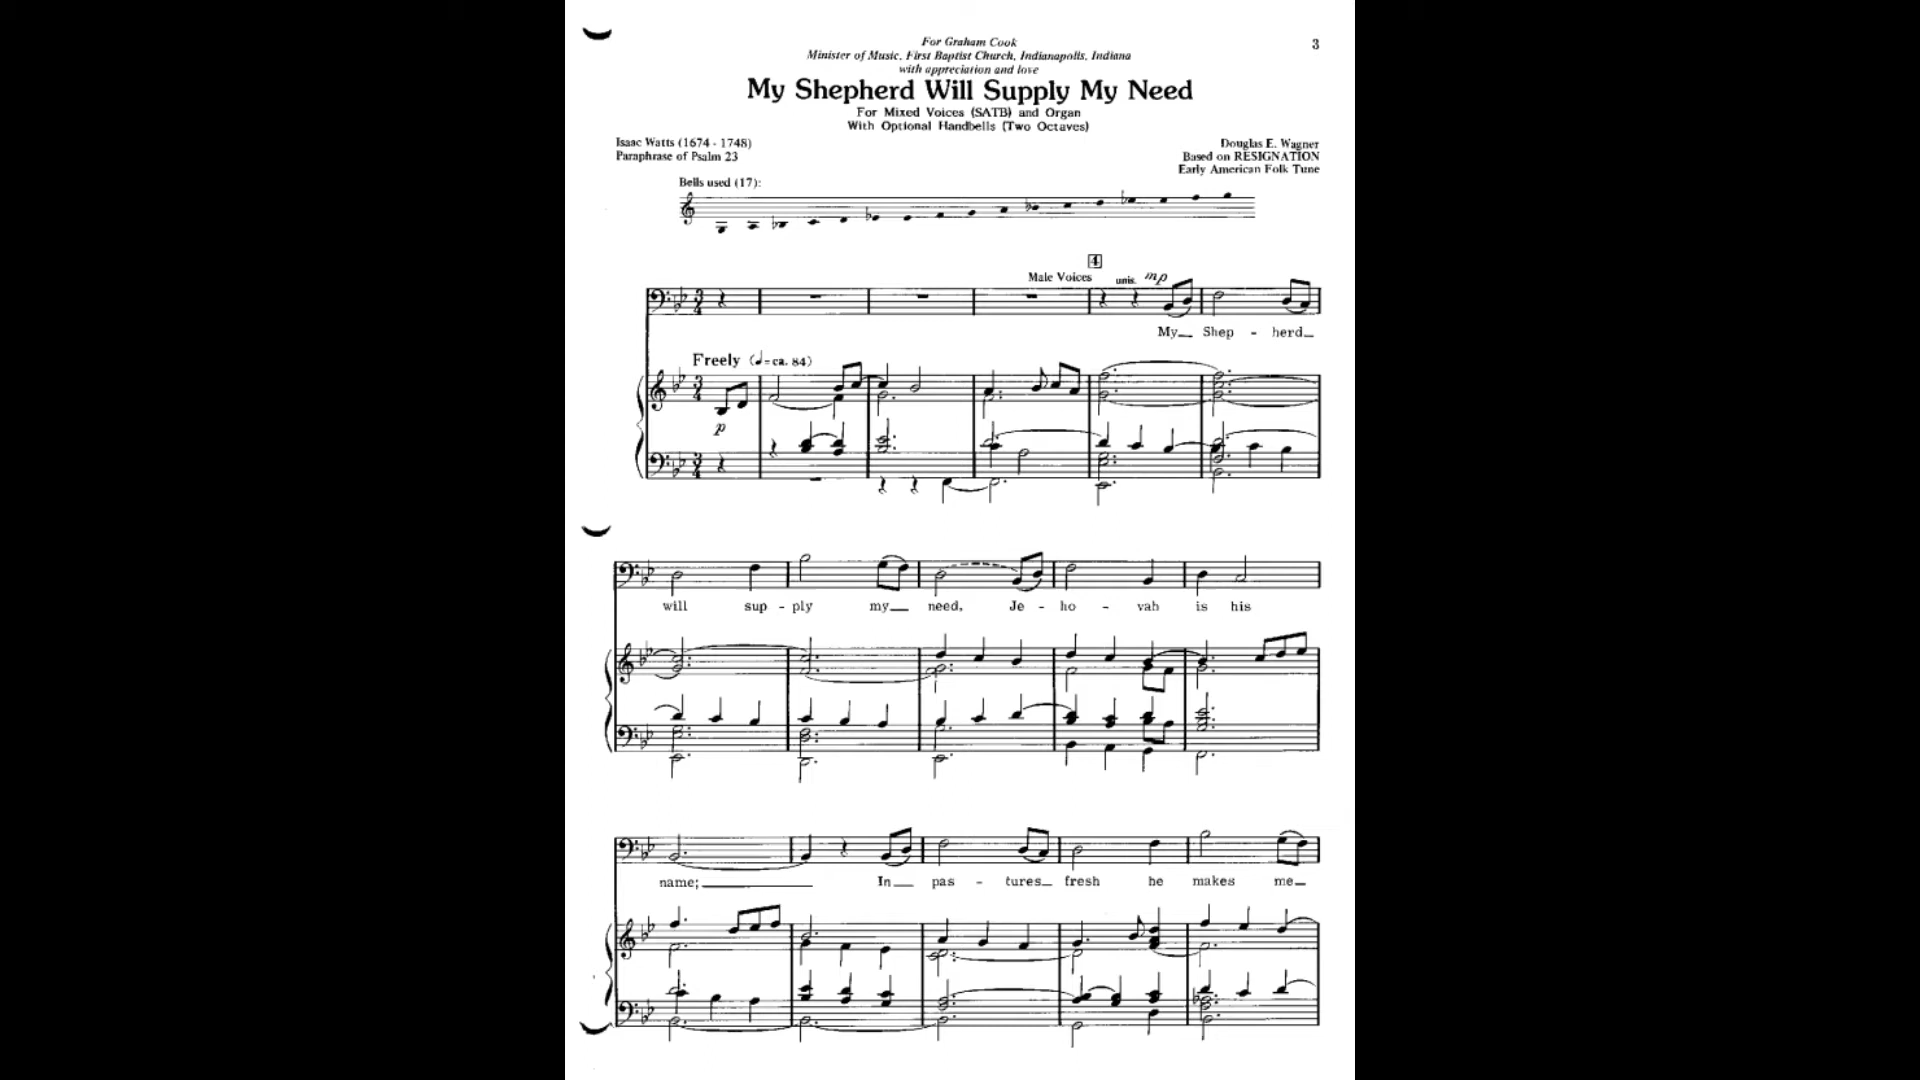 For Graham Cook
Minister of Music, First Baptist Church, Indianapolis, Indiana
with appreciation and love
3
My Shepherd Will Supply My Need
For Mixed Voices (SATB) and Organ
With Optional Handbells (Two Octaves)
Isaac Watts (1674 - 1748)
Paraphrase of Psalm 23
Douglas E. Wagner
Based on RESIGNATION
Early American Folk Tune
Bells used (17):
4
Male Voices unis. mp
My Shep - herd
Freely (♩=ca. 84)
p
will sup - ply my need, Je - ho - vah is his
name; In pas - tures fresh he makes me